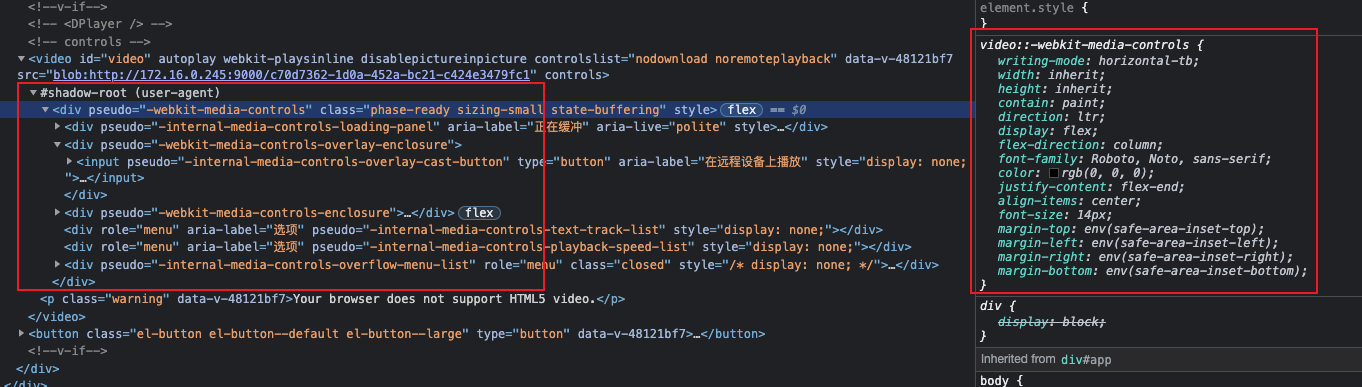 <!--v-if-->
<!-- <DPlayer /> -->
<!-- controls -->
<video id="video" autoplay webkit-playsinline disablepictureinpicture controlslist="nodownload noremoteplayback" data-v-48121bf7
src="blob:http://172.16.0.245:9000/c70d7362-1d0a-452a-bc21-c424e3479fc1" controls>
#shadow-root (user-agent)
<div pseudo="-webkit-media-controls" class="phase-ready sizing-small state-buffering" style> flex == $0
<div pseudo="-internal-media-controls-loading-panel" aria-label="正在缓冲" aria-live="polite" style>…</div>
<div pseudo="-webkit-media-controls-overlay-enclosure">
<input pseudo="-internal-media-controls-overlay-cast-button" type="button" aria-label="在远程设备上播放" style="display: none;
">…</input>
</div>
<div pseudo="-webkit-media-controls-enclosure">…</div> flex
<div role="menu" aria-label="选项" pseudo="-internal-media-controls-text-track-list" style="display: none;"></div>
<div role="menu" aria-label="选项" pseudo="-internal-media-controls-playback-speed-list" style="display: none;"></div>
<div pseudo="-internal-media-controls-overflow-menu-list" role="menu" class="closed" style="/* display: none; */">…</div>
</div>
<p class="warning" data-v-48121bf7>Your browser does not support HTML5 video.</p>
</video>
<button class="el-button el-button--default el-button--large" type="button" data-v-48121bf7>…</button>
<!--v-if-->
</div>
</div>
element.style {
}
video::-webkit-media-controls {
writing-mode: horizontal-tb;
width: inherit;
height: inherit;
contain: paint;
direction: ltr;
display: flex;
flex-direction: column;
font-family: Roboto, Noto, sans-serif;
color: rgb(0, 0, 0);
justify-content: flex-end;
align-items: center;
font-size: 14px;
margin-top: env(safe-area-inset-top);
margin-left: env(safe-area-inset-left);
margin-right: env(safe-area-inset-right);
margin-bottom: env(safe-area-inset-bottom);
}
div {
display: block;
}
Inherited from div#app
body {